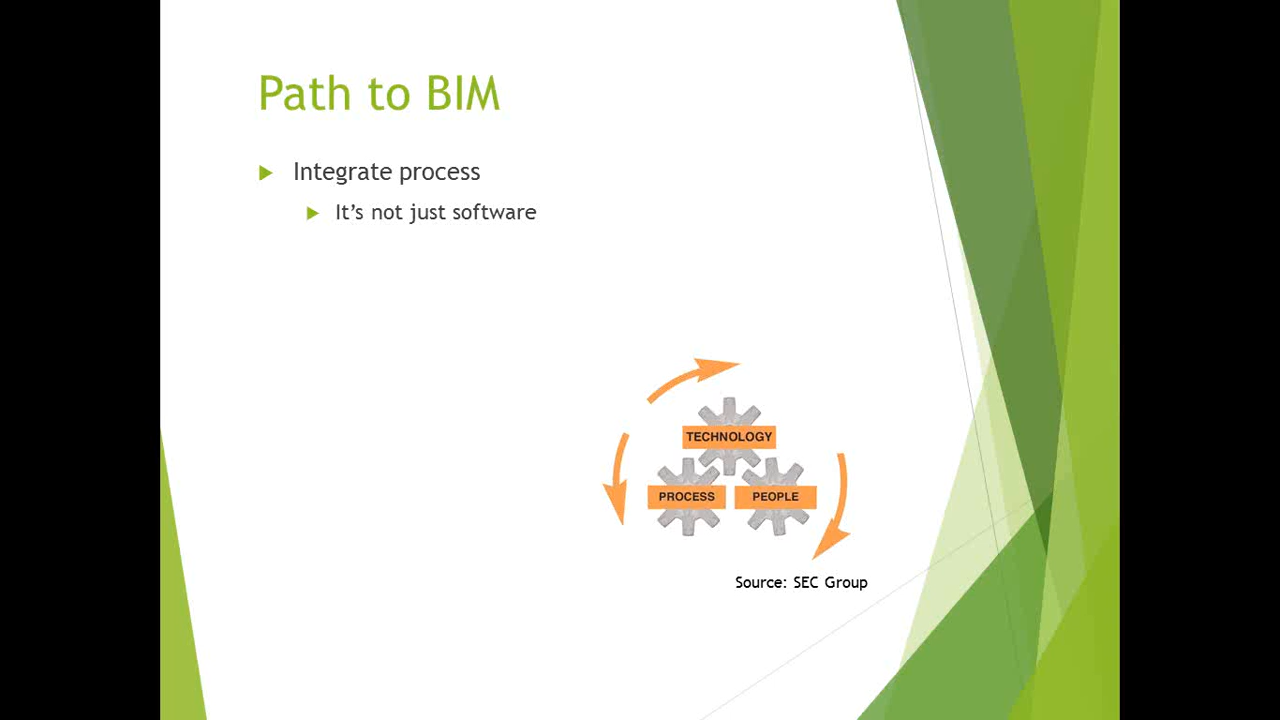 Path to BIM
Integrate process
It's not just software
TECHNOLOGY
PROCESS
PEOPLE
Source: SEC Group